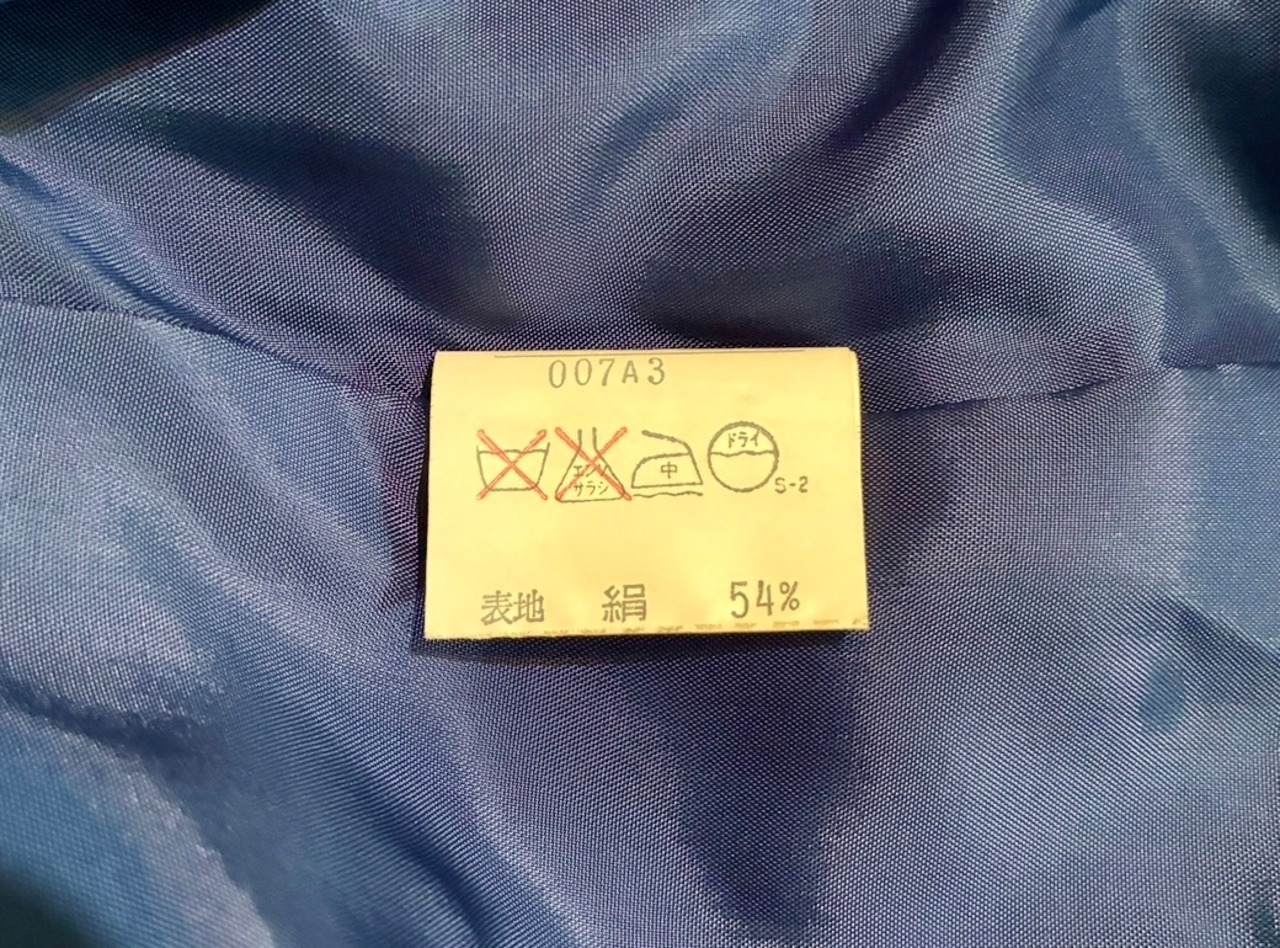 007A3
ドライ
エンソ
サラシ
中
S-2
表地 絹 54%